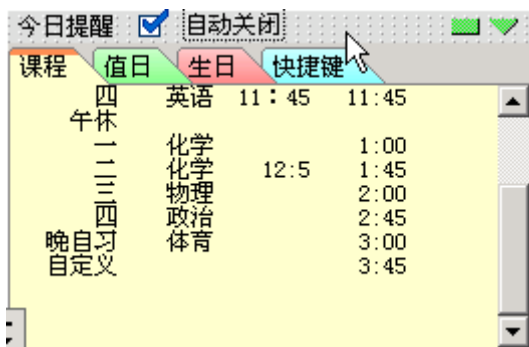 今日提醒 自动关闭
课程 值日 生日 快捷键
四 英语 11:45 11:45
午休
一 化学 1:00
二 化学 12:5 1:45
三 物理 2:00
四 政治 2:45
晚自习 体育 3:00
自定义 3:45